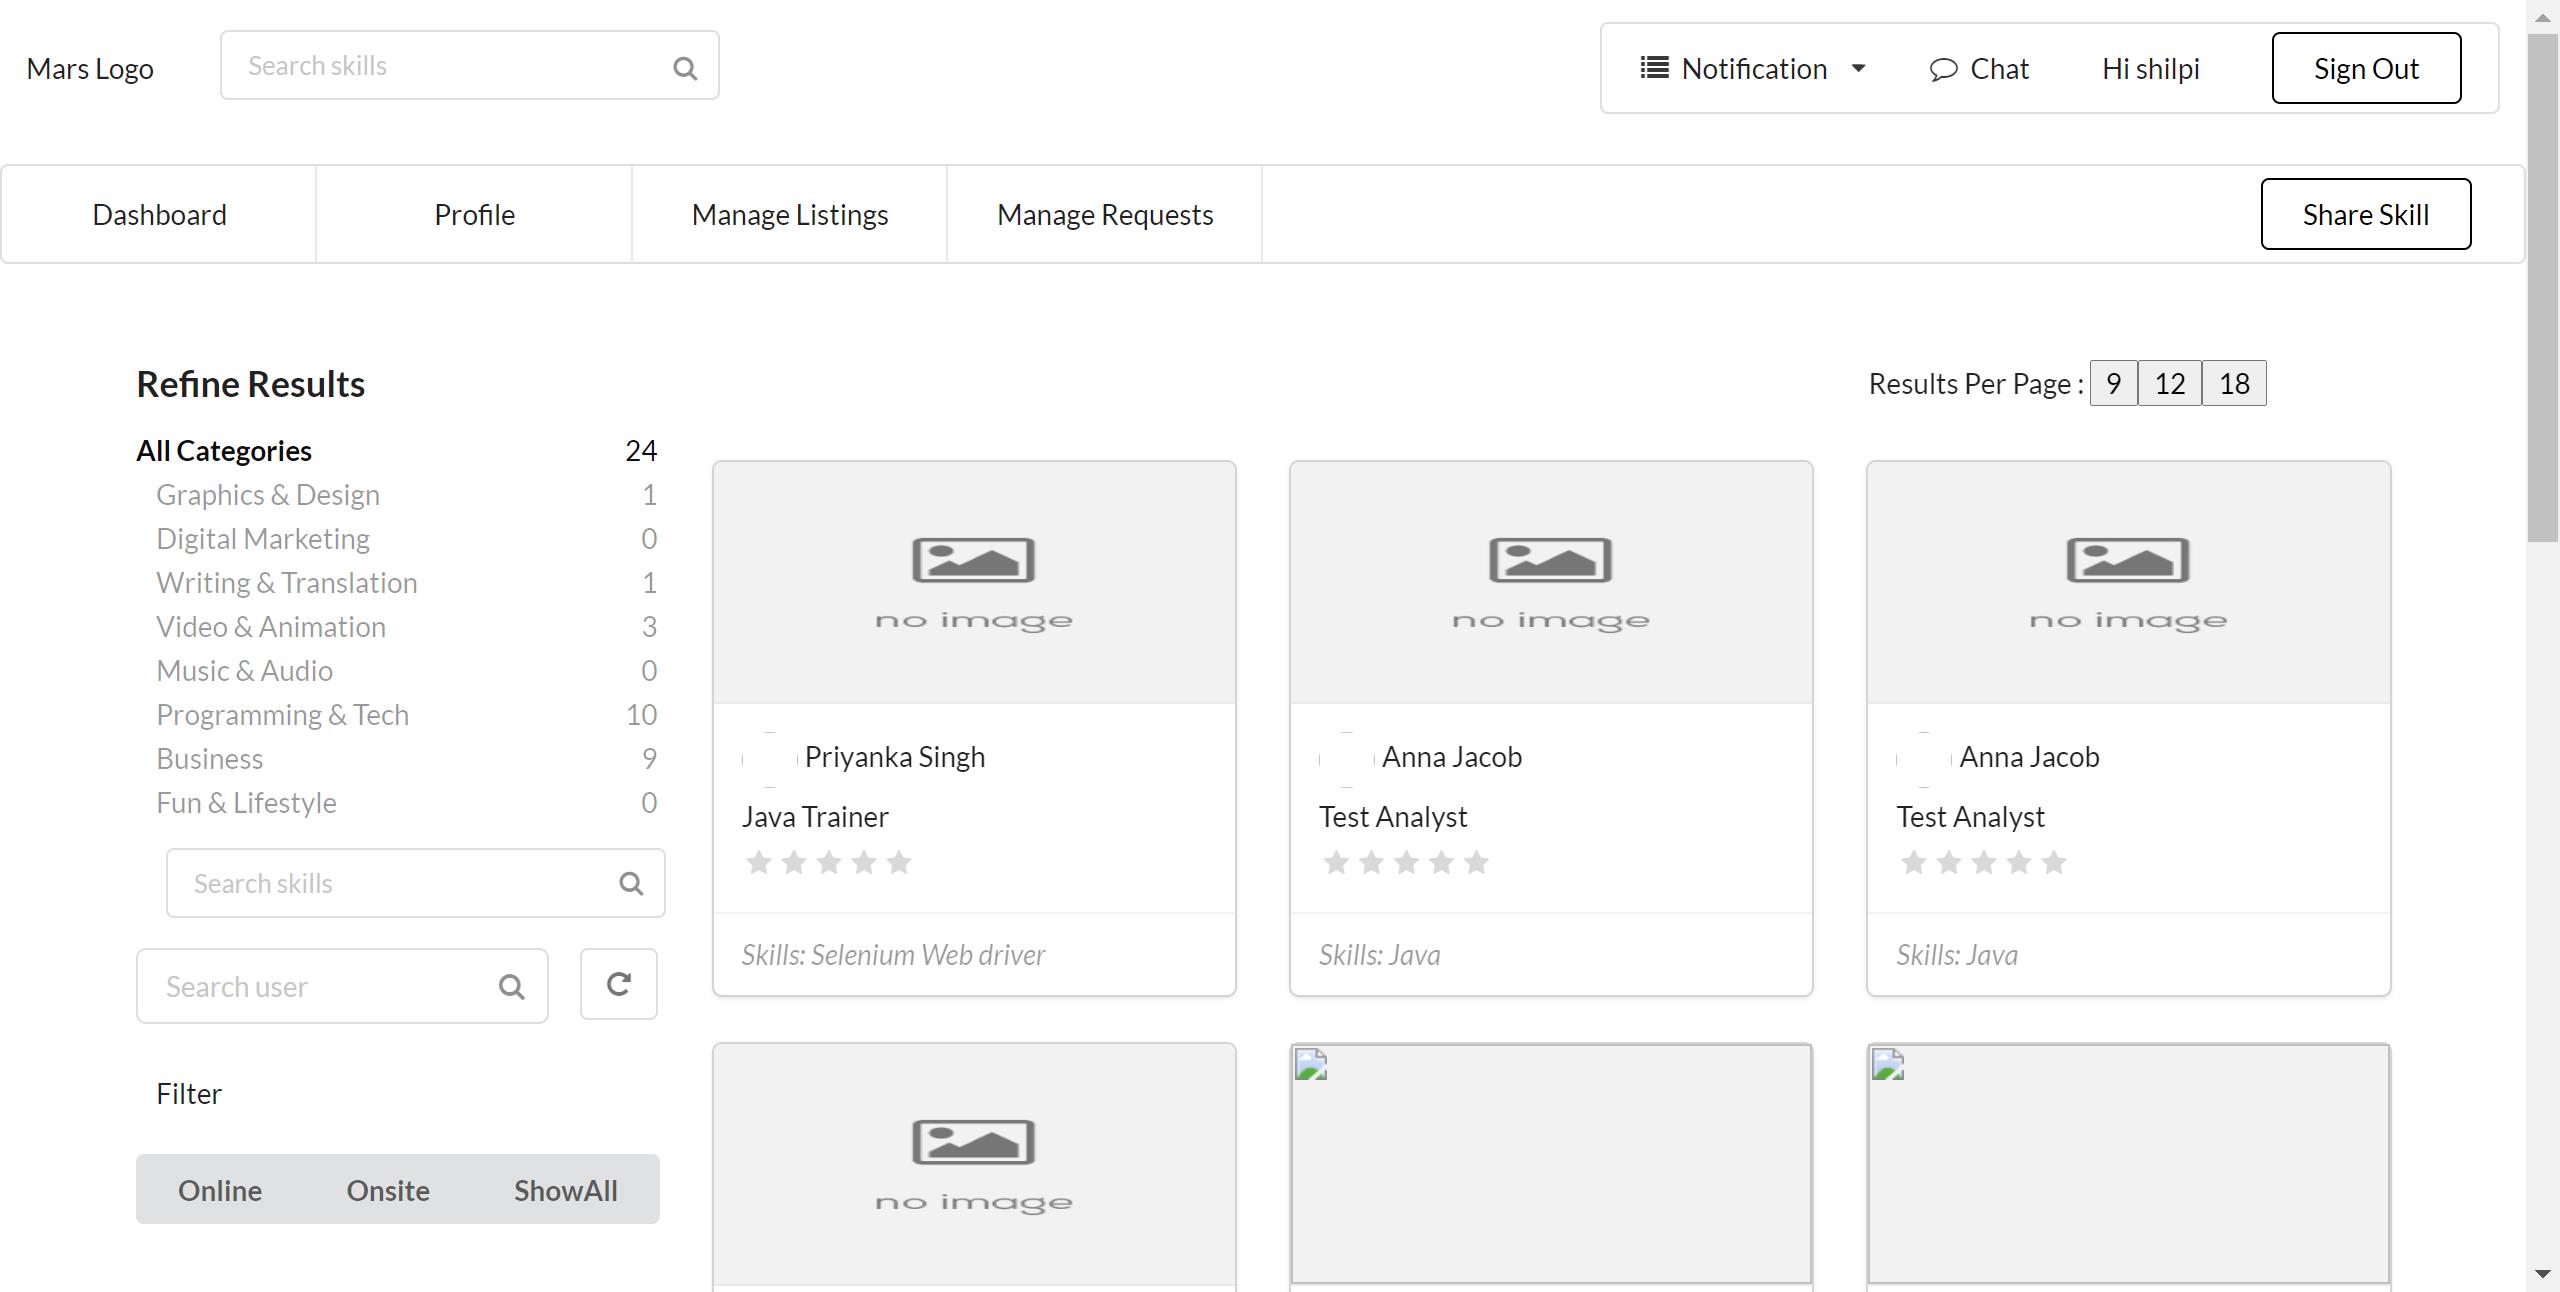 Mars Logo
Search skills
Notification
Chat
Hi shilpi
Sign Out
Dashboard
Profile
Manage Listings
Manage Requests
Share Skill
Refine Results
Results Per Page : 9 12 18
All Categories 24
Graphics & Design 1
Digital Marketing 0
Writing & Translation 1
Video & Animation 3
Music & Audio 0
Programming & Tech 10
Business 9
Fun & Lifestyle 0
Search skills
Search user
Filter
Online
Onsite
ShowAll
no image
Priyanka Singh
Java Trainer
Skills: Selenium Web driver
no image
Anna Jacob
Test Analyst
Skills: Java
no image
Anna Jacob
Test Analyst
Skills: Java
no image